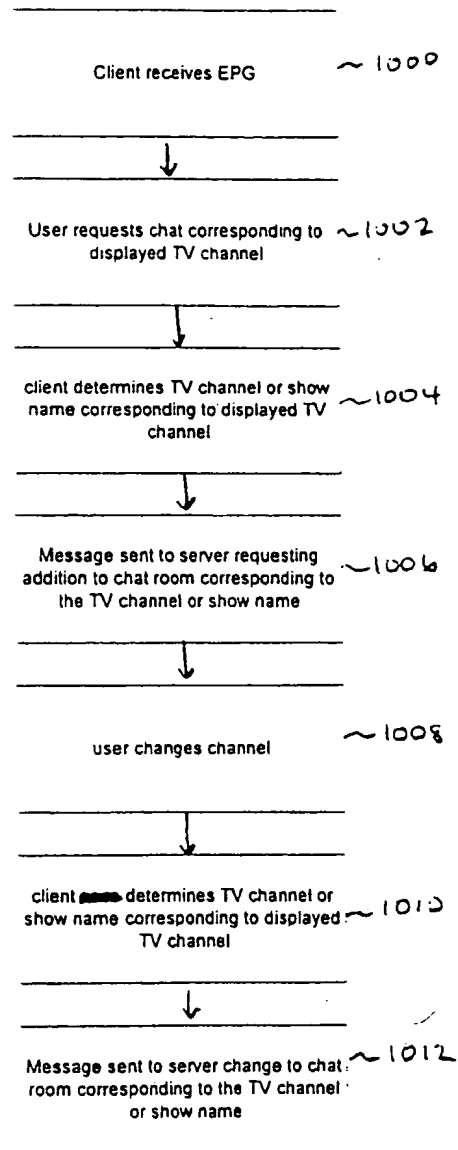 Client receives EPG ~ 1000
User requests chat corresponding to ~1002
displayed TV channel
client determines TV channel or show
name corresponding to displayed TV ~1004
channel
Message sent to server requesting ~1006
addition to chat room corresponding to
the TV channel or show name
user changes channel ~1008
client determines TV channel or
show name corresponding to displayed ~1010
TV channel
Message sent to server change to chat ~1012
room corresponding to the TV channel
or show name